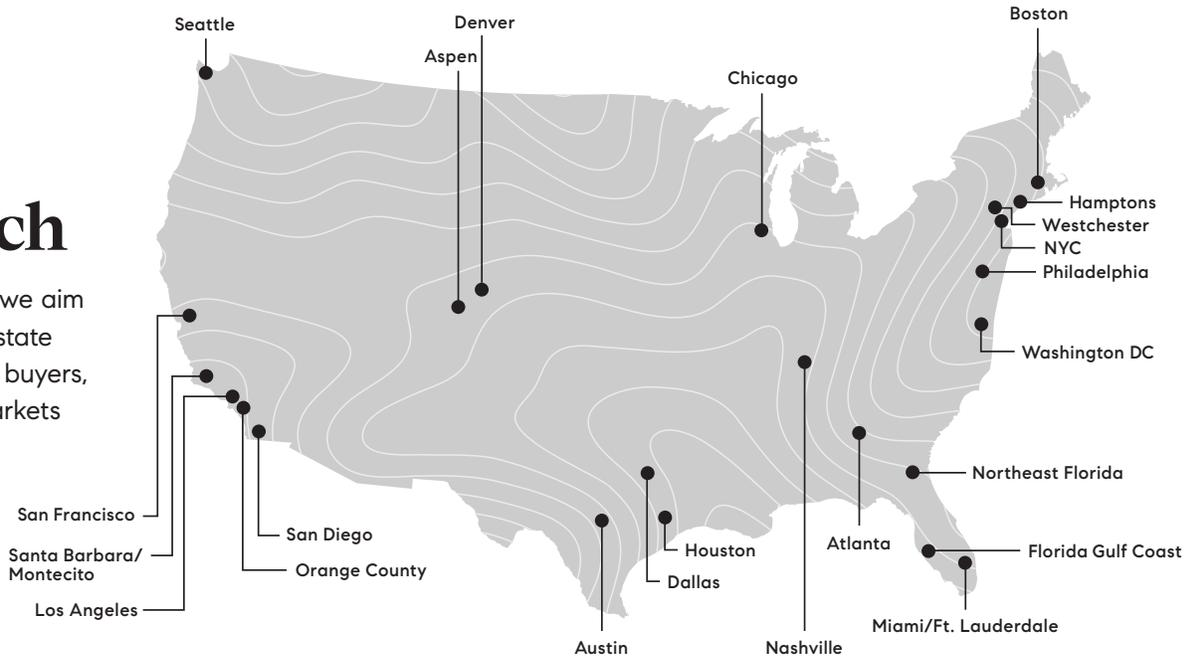 ch
we aim
state
buyers,
arkets
Seattle
Denver
Aspen
Chicago
Boston
Hamptons
Westchester
NYC
Philadelphia
Washington DC
Northeast Florida
Florida Gulf Coast
Miami/Ft. Lauderdale
Atlanta
Nashville
Houston
Dallas
Austin
San Diego
Orange County
San Francisco
Santa Barbara/
Montecito
Los Angeles